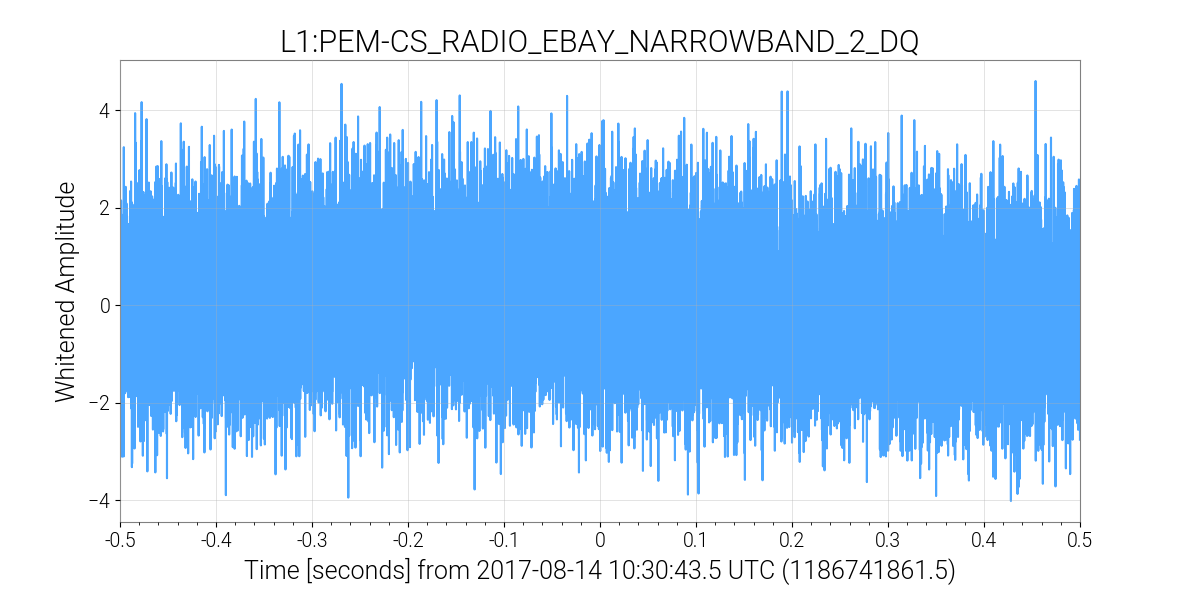 L1:PEM-CS_RADIO_EBAY_NARROWBAND_2_DQ
Whitened Amplitude
4
2
0
−2
−4
-0.5 -0.4 -0.3 -0.2 -0.1 0 0.1 0.2 0.3 0.4 0.5
Time [seconds] from 2017-08-14 10:30:43.5 UTC (1186741861.5)